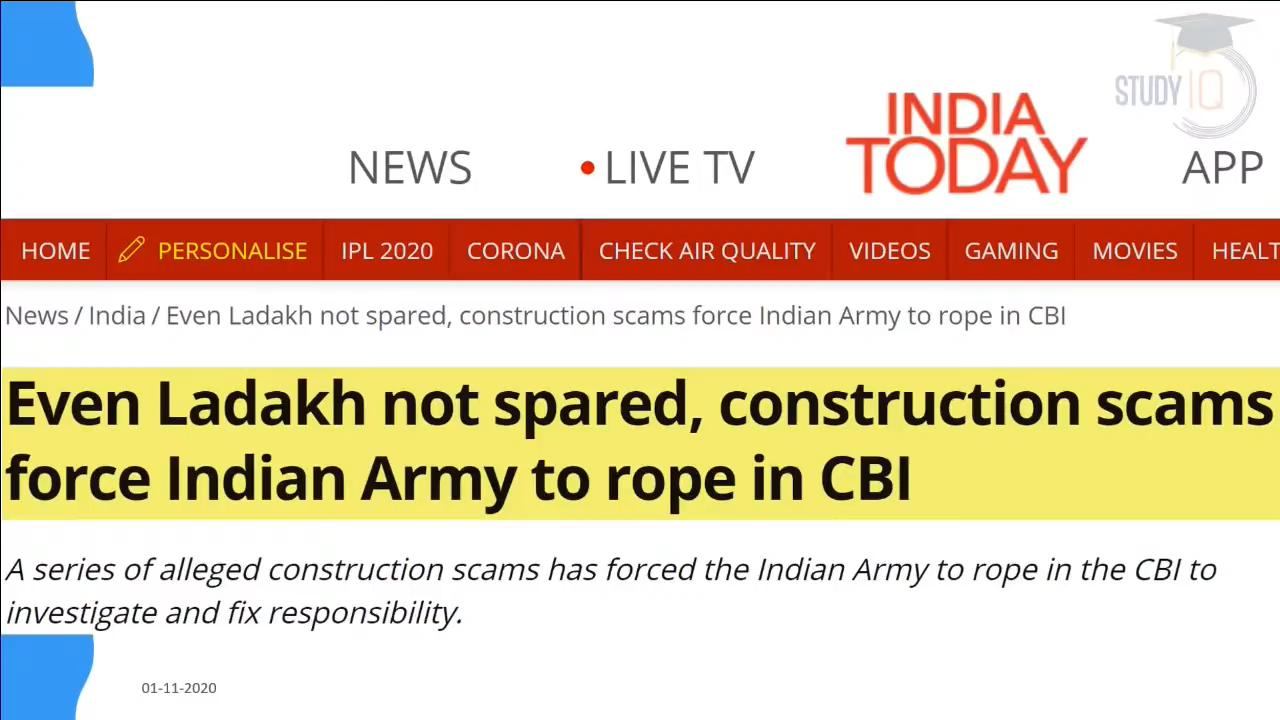 STUDY IQ
INDIA
TODAY
NEWS
LIVE TV
APP
HOME
PERSONALISE
IPL 2020
CORONA
CHECK AIR QUALITY
VIDEOS
GAMING
MOVIES
HEALT
News / India / Even Ladakh not spared, construction scams force Indian Army to rope in CBI
Even Ladakh not spared, construction scams
force Indian Army to rope in CBI
A series of alleged construction scams has forced the Indian Army to rope in the CBI to
investigate and fix responsibility.
01-11-2020